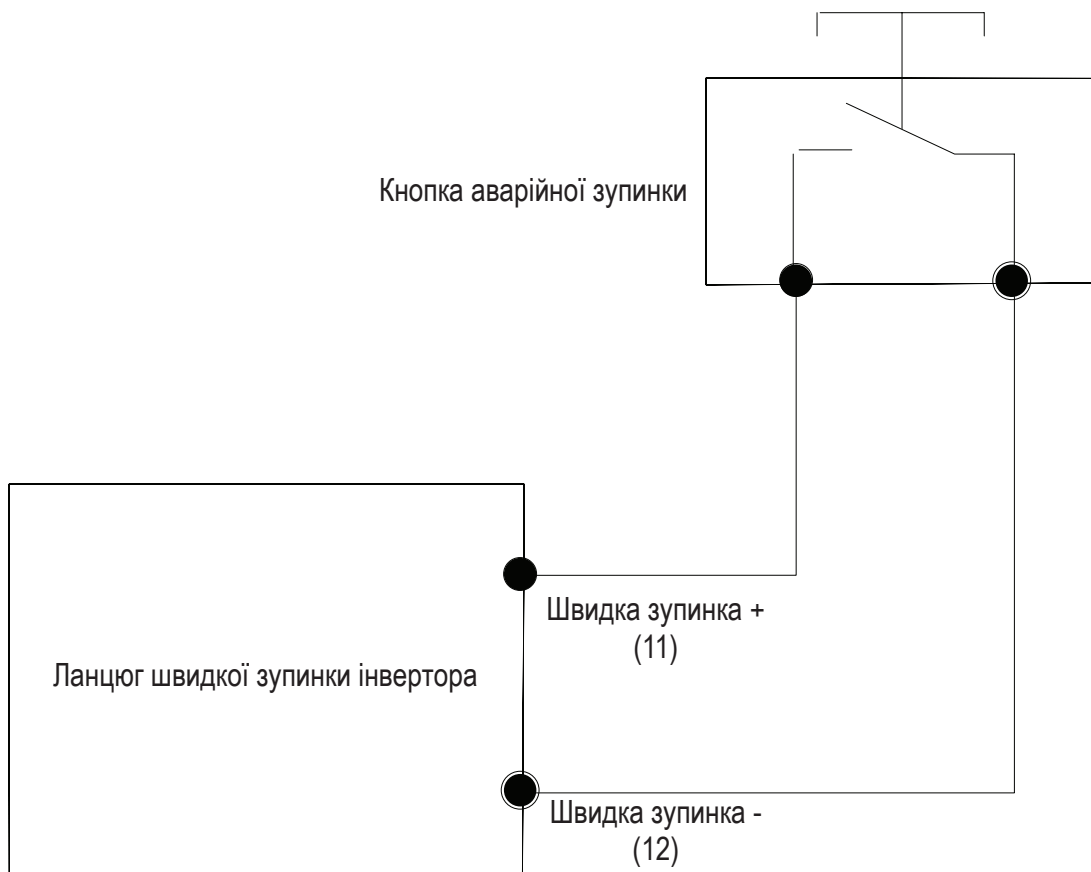 Кнопка аварійної зупинки
Швидка зупинка +
(11)
Ланцюг швидкої зупинки інвертора
Швидка зупинка -
(12)